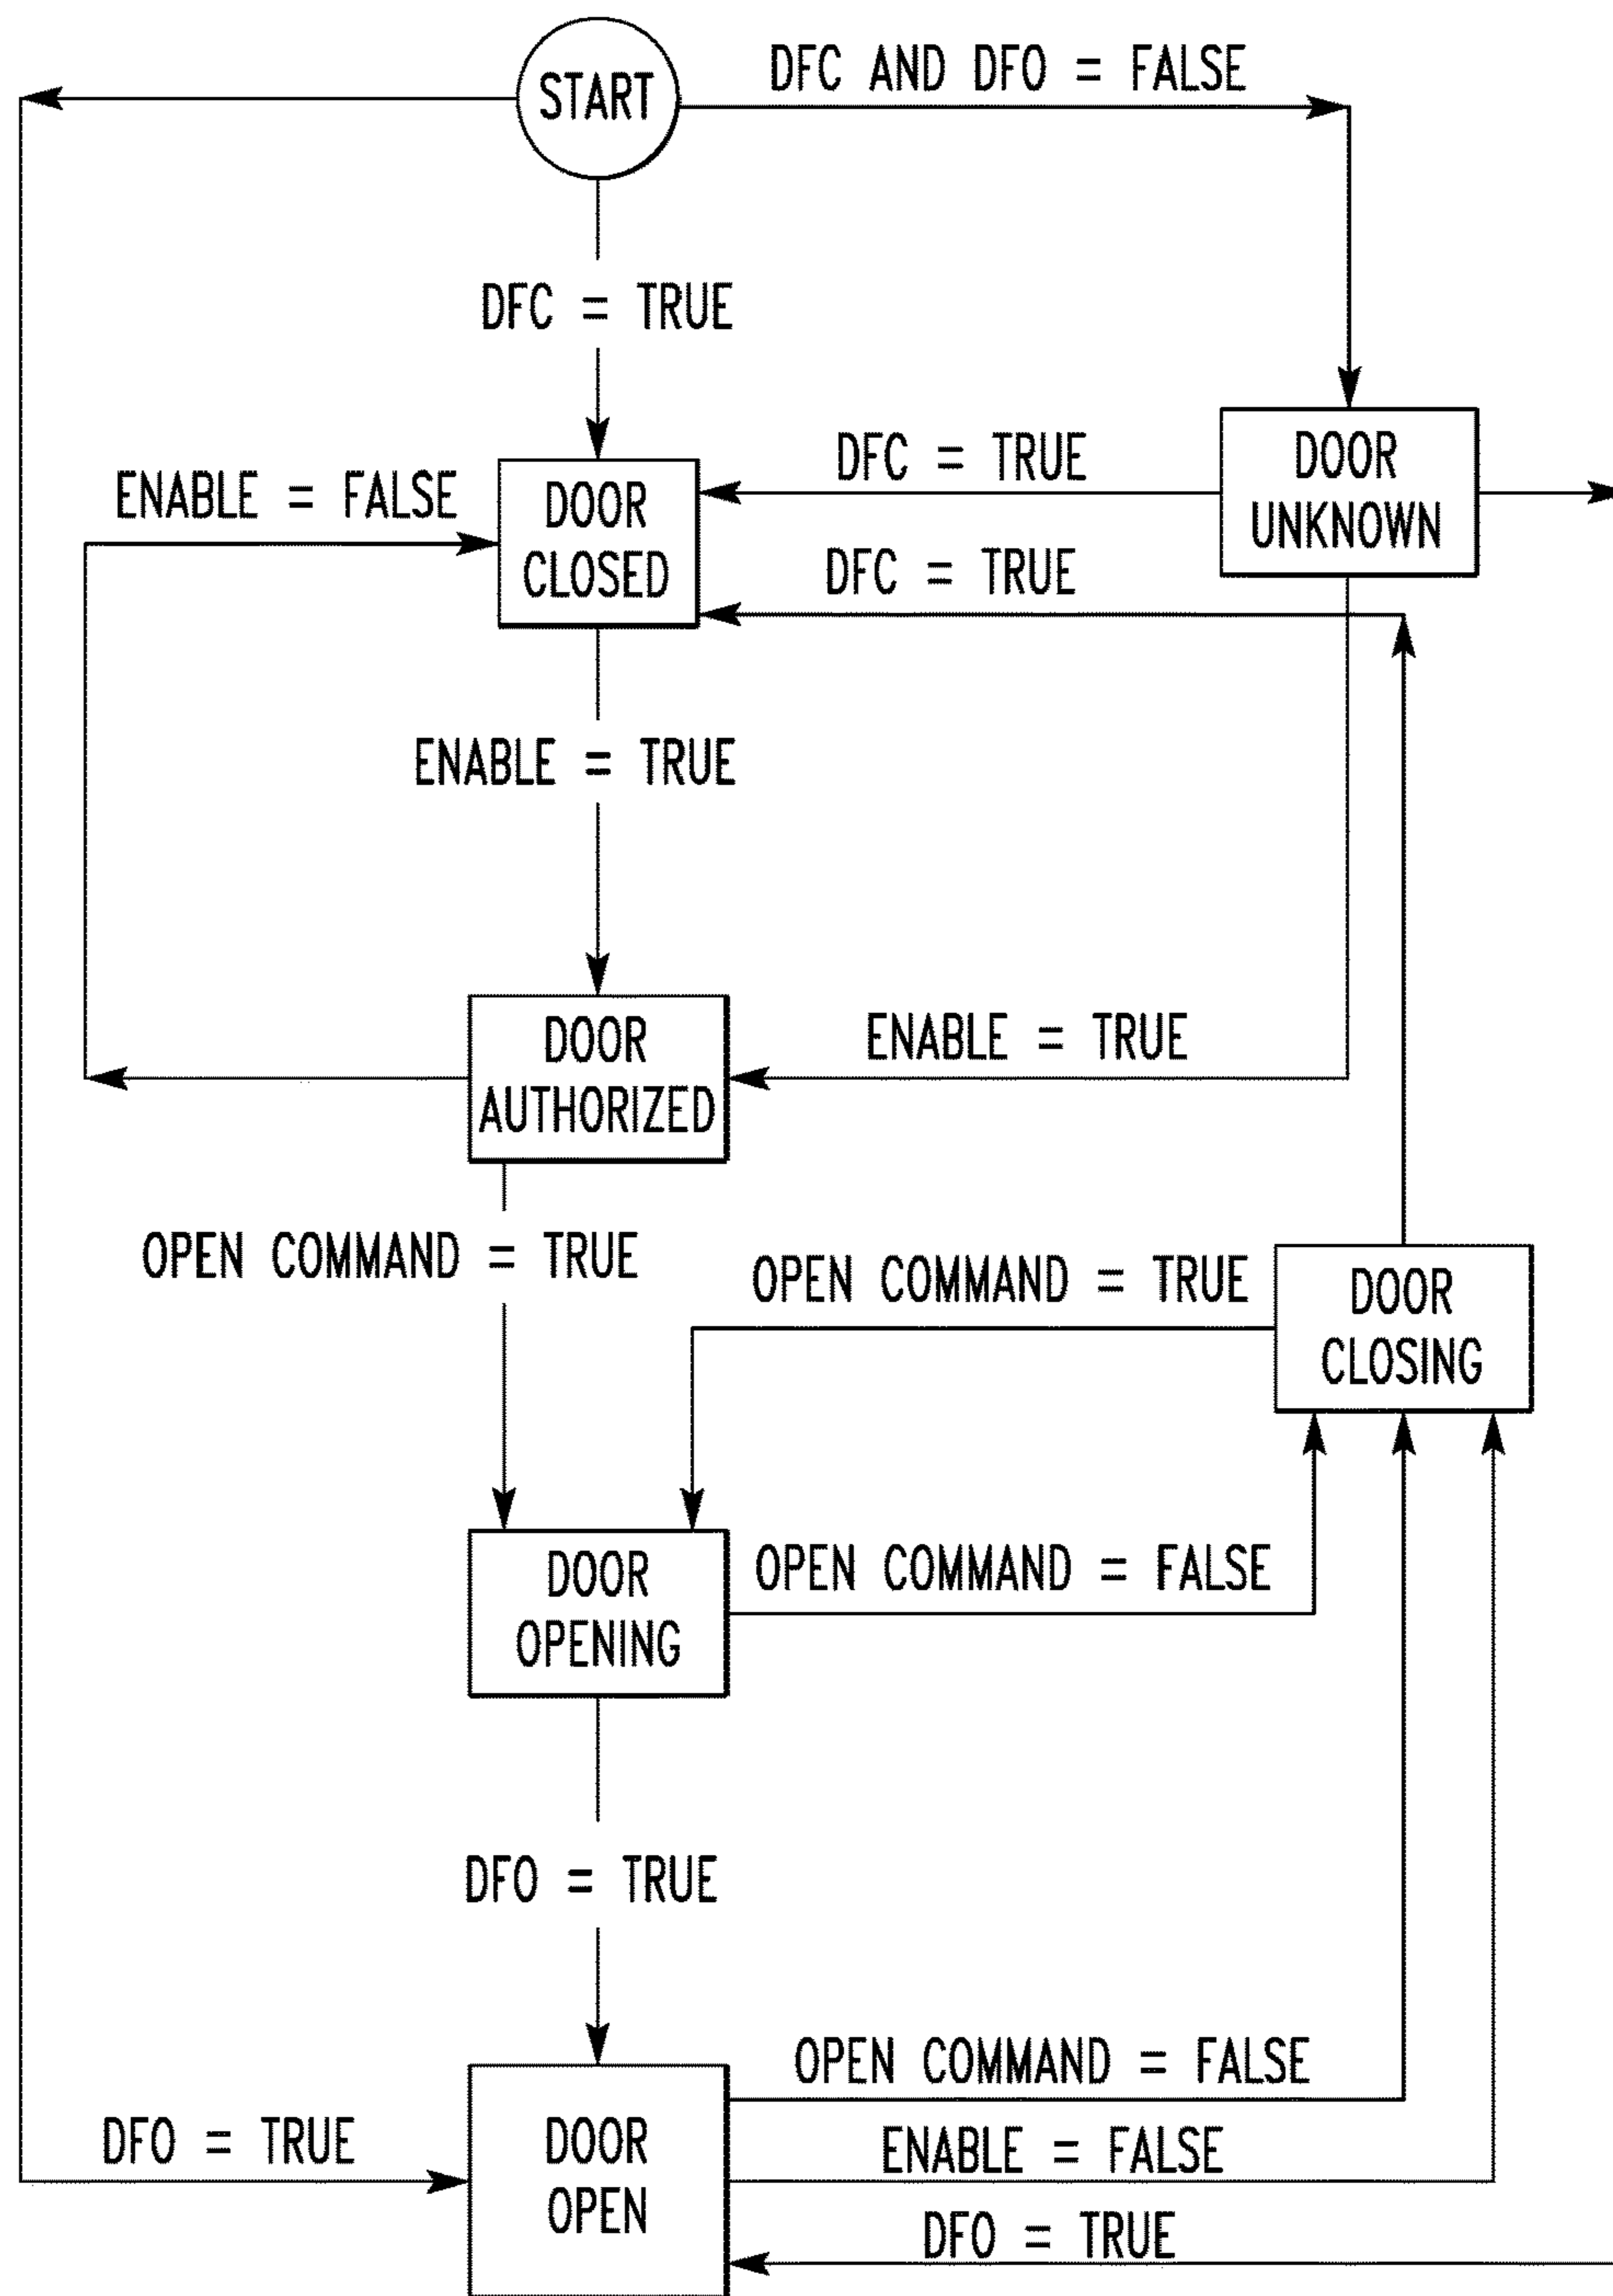 START
DFC AND DFO = FALSE
DFC = TRUE
DOOR
UNKNOWN
DFC = TRUE
ENABLE = FALSE
DOOR
CLOSED
DFC = TRUE
ENABLE = TRUE
DOOR
AUTHORIZED
ENABLE = TRUE
OPEN COMMAND = TRUE
OPEN COMMAND = TRUE
DOOR
CLOSING
DOOR
OPENING
OPEN COMMAND = FALSE
DFO = TRUE
OPEN COMMAND = FALSE
DFO = TRUE
DOOR
OPEN
ENABLE = FALSE
DFO = TRUE